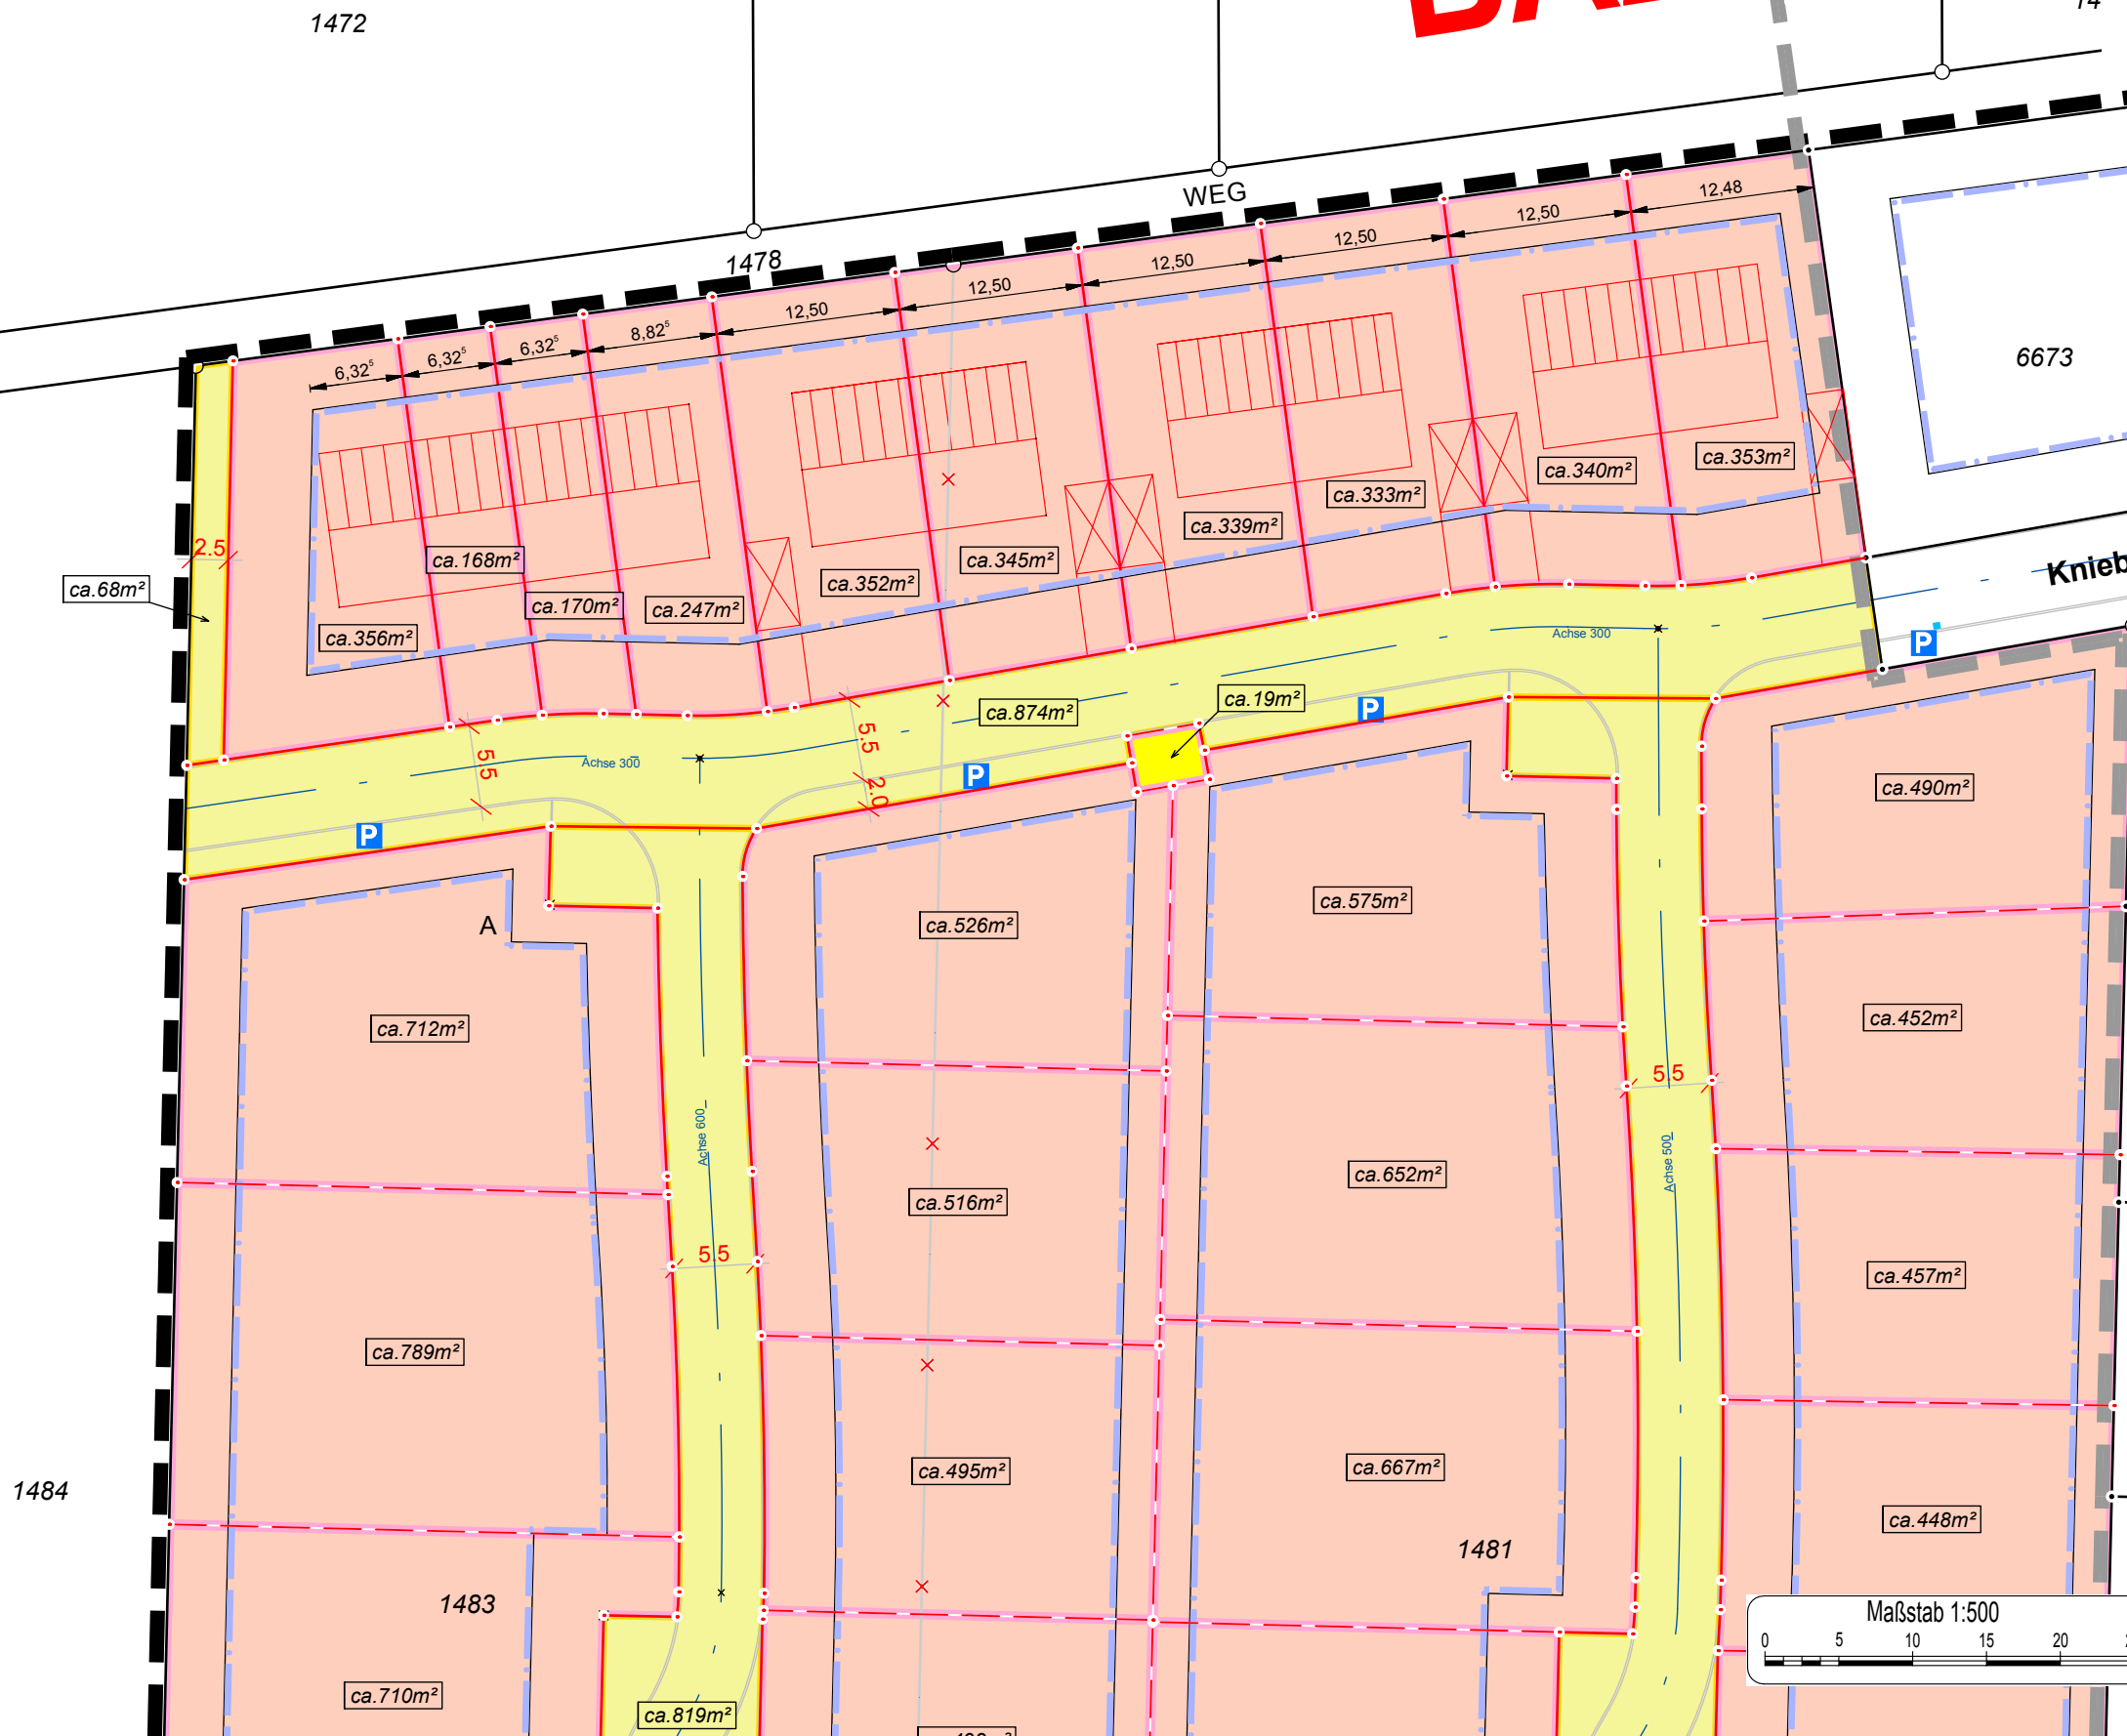 1472
WEG
1478
12,48
12,50
12,50
12,50
12,50
12,50
8,82⁵
6,32⁵
6,32⁵
6,32⁵
6673
ca.353m²
ca.340m²
ca.333m²
ca.339m²
ca.345m²
ca.352m²
ca.168m²
ca.170m²
ca.247m²
ca.356m²
2.5
ca.68m²
Achse 300
P
ca.19m²
ca.874m²
P
5.5
2.0
P
5.5
Achse 300
P
A
ca.490m²
ca.575m²
ca.526m²
ca.712m²
ca.452m²
5.5
Achse 600
Achse 500
ca.652m²
ca.516m²
5.5
ca.457m²
ca.789m²
ca.667m²
ca.495m²
1484
ca.448m²
1481
1483
Maßstab 1:500
0 5 10 15 20
ca.710m²
ca.819m²